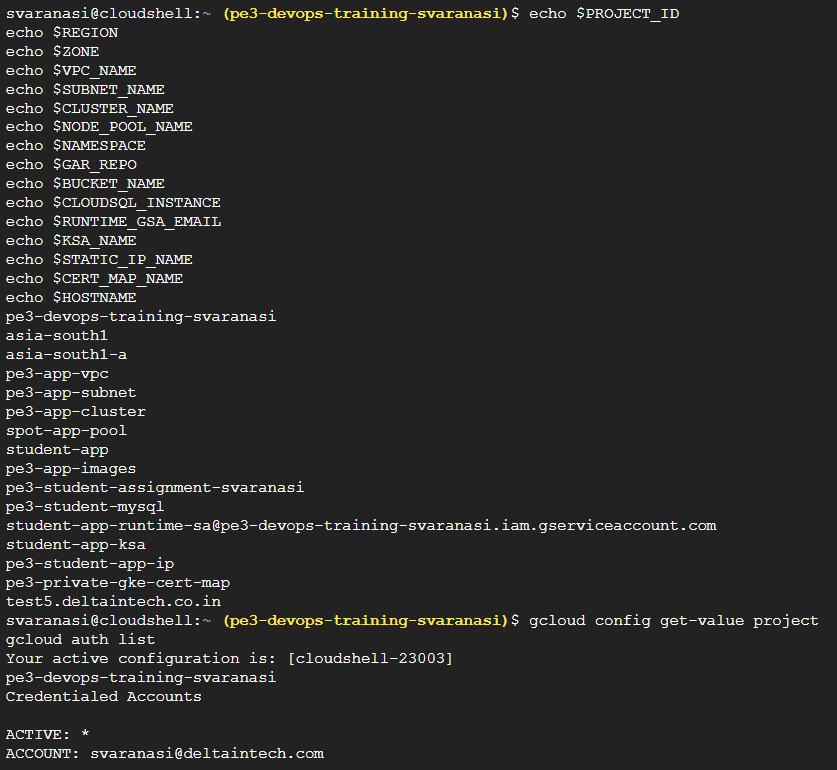 svaranasi@cloudshell:~ (pe3-devops-training-svaranasi)$ echo $PROJECT_ID
echo $REGION
echo $ZONE
echo $VPC_NAME
echo $SUBNET_NAME
echo $CLUSTER_NAME
echo $NODE_POOL_NAME
echo $NAMESPACE
echo $GAR_REPO
echo $BUCKET_NAME
echo $CLOUDSQL_INSTANCE
echo $RUNTIME_GSA_EMAIL
echo $KSA_NAME
echo $STATIC_IP_NAME
echo $CERT_MAP_NAME
echo $HOSTNAME
pe3-devops-training-svaranasi
asia-south1
asia-south1-a
pe3-app-vpc
pe3-app-subnet
pe3-app-cluster
spot-app-pool
student-app
pe3-app-images
pe3-student-assignment-svaranasi
pe3-student-mysql
student-app-runtime-sa@pe3-devops-training-svaranasi.iam.gserviceaccount.com
student-app-ksa
pe3-student-app-ip
pe3-private-gke-cert-map
test5.deltaintech.co.in
svaranasi@cloudshell:~ (pe3-devops-training-svaranasi)$ gcloud config get-value project
gcloud auth list
Your active configuration is: [cloudshell-23003]
pe3-devops-training-svaranasi
Credentialed Accounts
ACTIVE: *
ACCOUNT: svaranasi@deltaintech.com